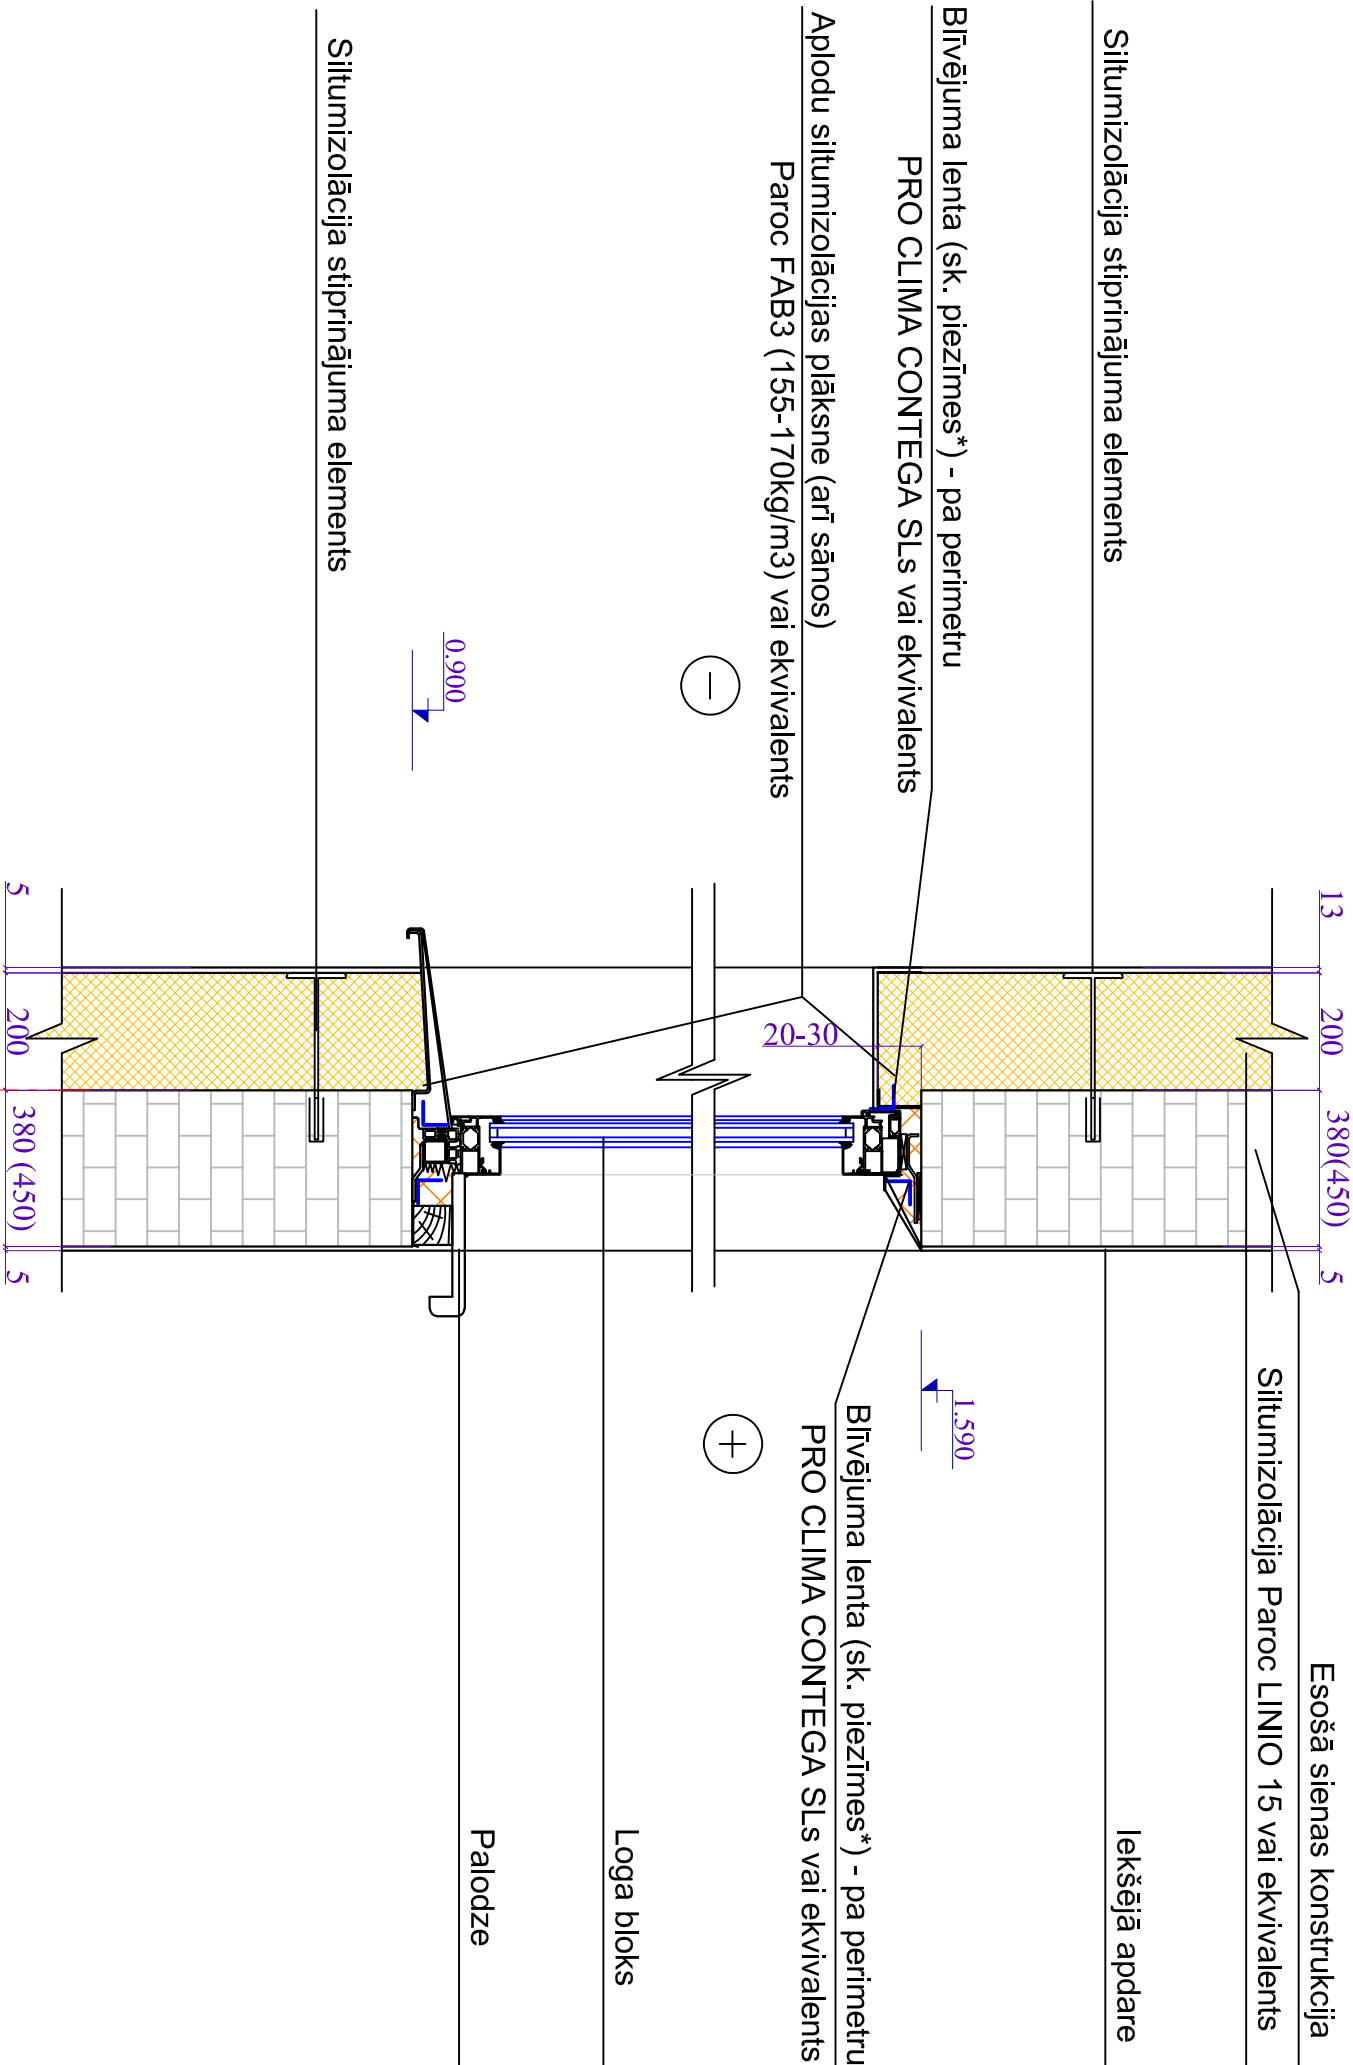 Esošā sienas konstrukcija
Siltumizolācija Paroc LINIO 15 vai ekvivalents
Siltumizolācija stiprinājuma elements
Iekšējā apdare
Blīvējuma lenta (sk. piezīmes*) - pa perimetru
PRO CLIMA CONTEGA SLs vai ekvivalents
Aplodu siltumizolācijas plāksne (arī sānos)
Paroc FAB3 (155-170kg/m3) vai ekvivalents
Blīvējuma lenta (sk. piezīmes*) - pa perimetru
PRO CLIMA CONTEGA SLs vai ekvivalents
Loga bloks
Palodze
Siltumizolācija stiprinājuma elements
13 200 380(450) 5
1.590
20-30
−
+
0.900
5 200 380 (450) 5